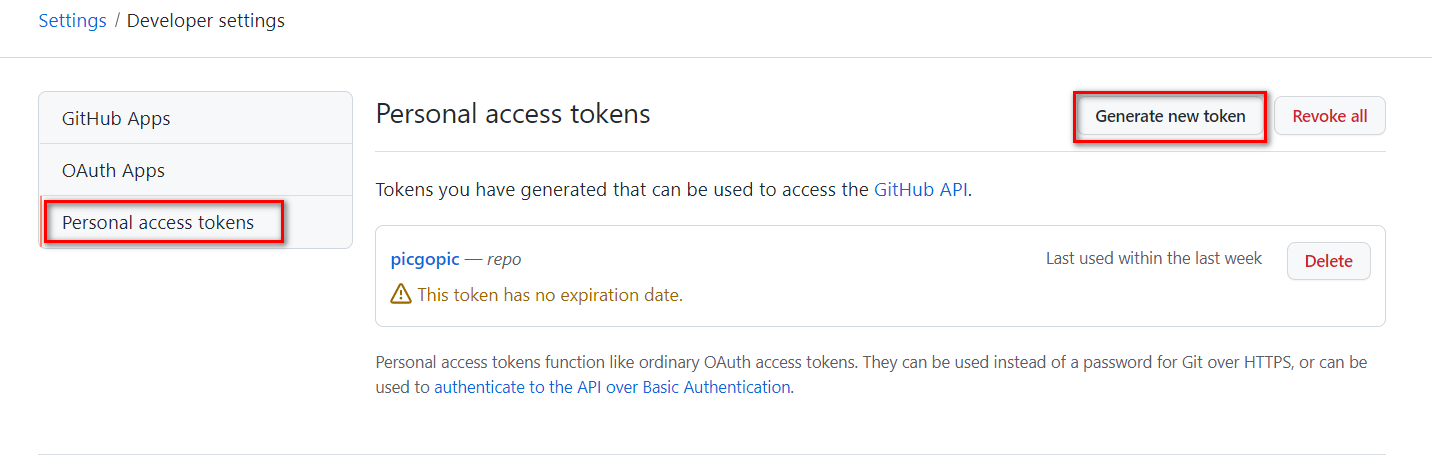 Settings / Developer settings
GitHub Apps
OAuth Apps
Personal access tokens
Personal access tokens
Generate new token
Revoke all
Tokens you have generated that can be used to access the GitHub API.
picgopic — repo
Last used within the last week
Delete
This token has no expiration date.
Personal access tokens function like ordinary OAuth access tokens. They can be used instead of a password for Git over HTTPS, or can be
used to authenticate to the API over Basic Authentication.